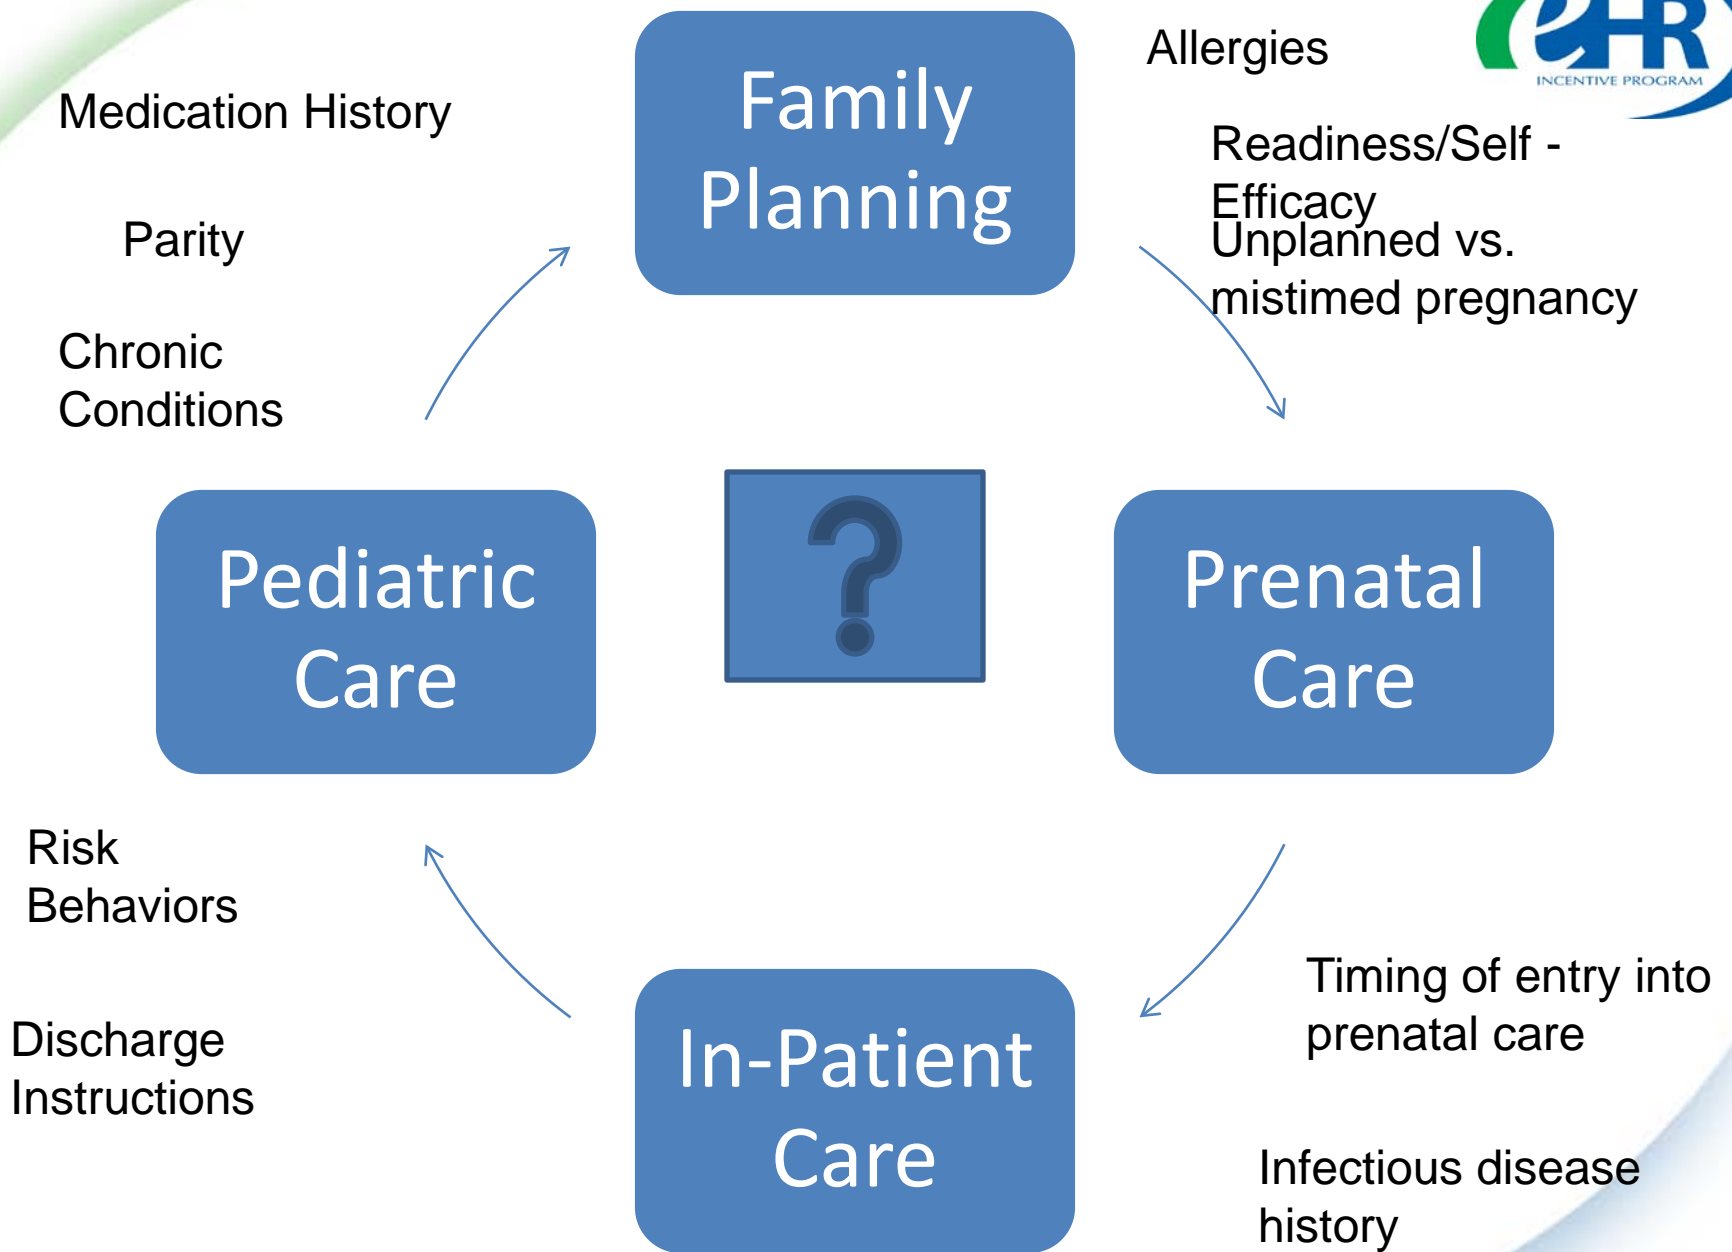 eHR
INCENTIVE PROGRAM
Allergies
Medication History
Family
Planning
Readiness/Self -
Efficacy
Unplanned vs.
mistimed pregnancy
Parity
Chronic
Conditions
Pediatric
Care
?
Prenatal
Care
Risk
Behaviors
Discharge
Instructions
In-Patient
Care
Timing of entry into
prenatal care
Infectious disease
history